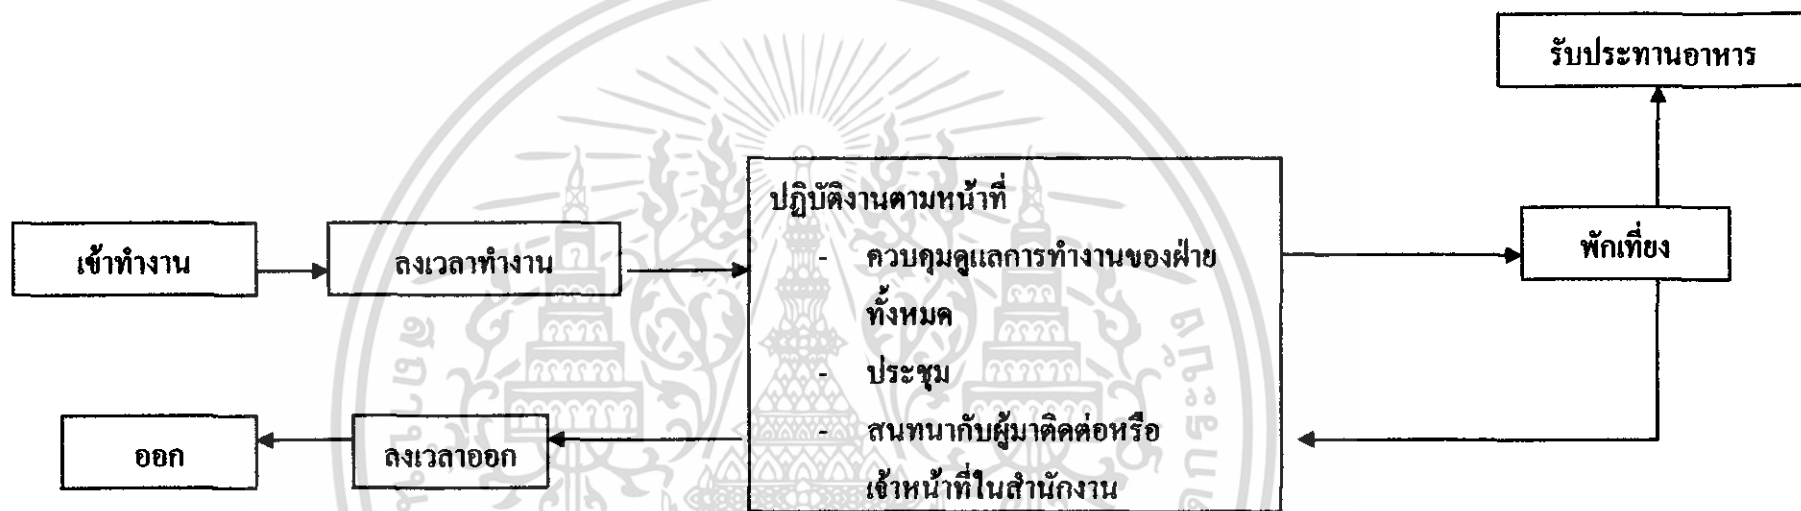 รับประทานอาหาร
เข้าทำงาน
ลงเวลาทำงาน
ปฏิบัติงานตามหน้าที่
- ควบคุมดูแลการทำงานของฝ่าย
ทั้งหมด
- ประชุม
- สนทนากับผู้มาติดต่อหรือ
เจ้าหน้าที่ในสำนักงาน
พักเที่ยง
ออก
ลงเวลาออก